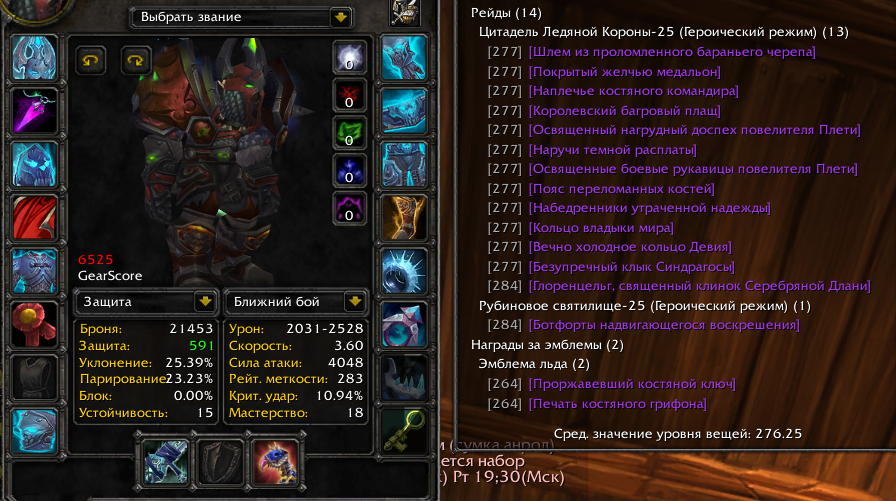 Выбрать звание
0
0
0
0
0
6525
GearScore
Защита
Броня: 21453
Защита: 591
Уклонение: 25.39%
Парирование: 23.23%
Блок: 0.00%
Устойчивость: 15
Ближний бой
Урон: 2031-2528
Скорость: 3.60
Сила атаки: 4048
Рейт. меткости: 283
Крит. удар: 10.94%
Мастерство: 18
Рейды (14)
Цитадель Ледяной Короны-25 (Героический режим) (13)
[277] [Шлем из проломленного бараньего черепа]
[277] [Покрытый желчью медальон]
[277] [Наплечье костяного командира]
[277] [Королевский багровый плащ]
[277] [Освященный нагрудный доспех повелителя Плети]
[277] [Наручи темной расплаты]
[277] [Освященные боевые рукавицы повелителя Плети]
[277] [Пояс переломанных костей]
[277] [Набедренники утраченной надежды]
[277] [Кольцо владыки мира]
[277] [Вечно холодное кольцо Девия]
[277] [Безупречный клык Синдрагосы]
[284] [Глоренцельг, священный клинок Серебряной Длани]
Рубиновое святилище-25 (Героический режим) (1)
[284] [Ботфорты надвигающегося воскрешения]
Награды за эмблемы (2)
Эмблема льда (2)
[264] [Проржавевший костяной ключ]
[264] [Печать костяного грифона]
Сред. значение уровня вещей: 276.25
м (сумка анрод)
ется набор
) Рт 19:30(Мск)